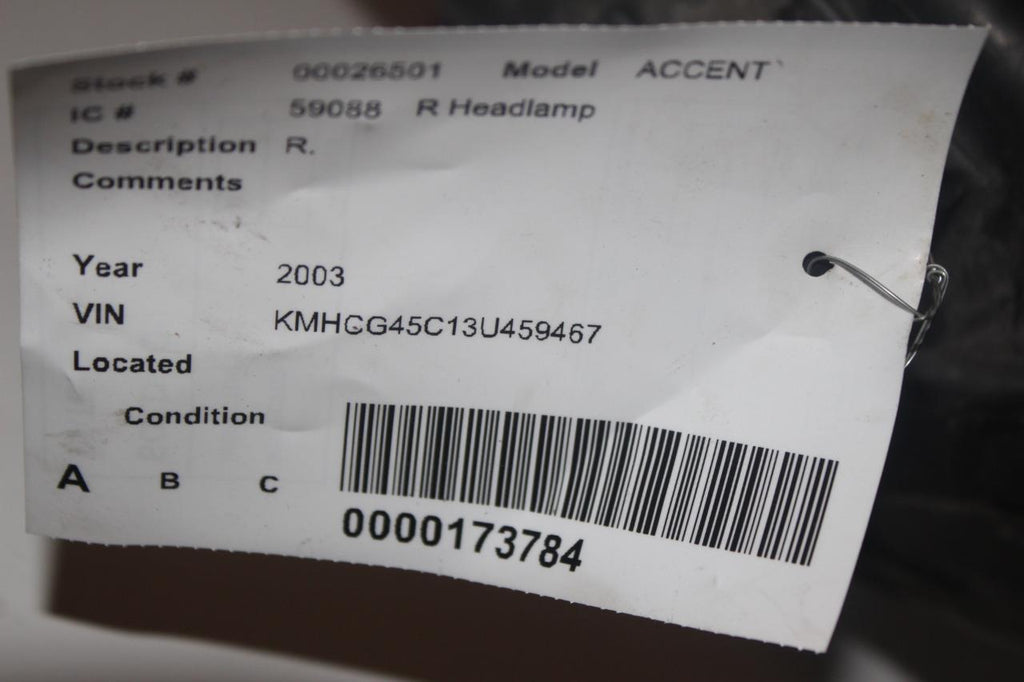 Stock # 00026501 Model ACCENT
IC # 59088 R Headlamp
Description R.
Comments
Year 2003
VIN KMHCG45C13U459467
Located
Condition
A B C
0000173784